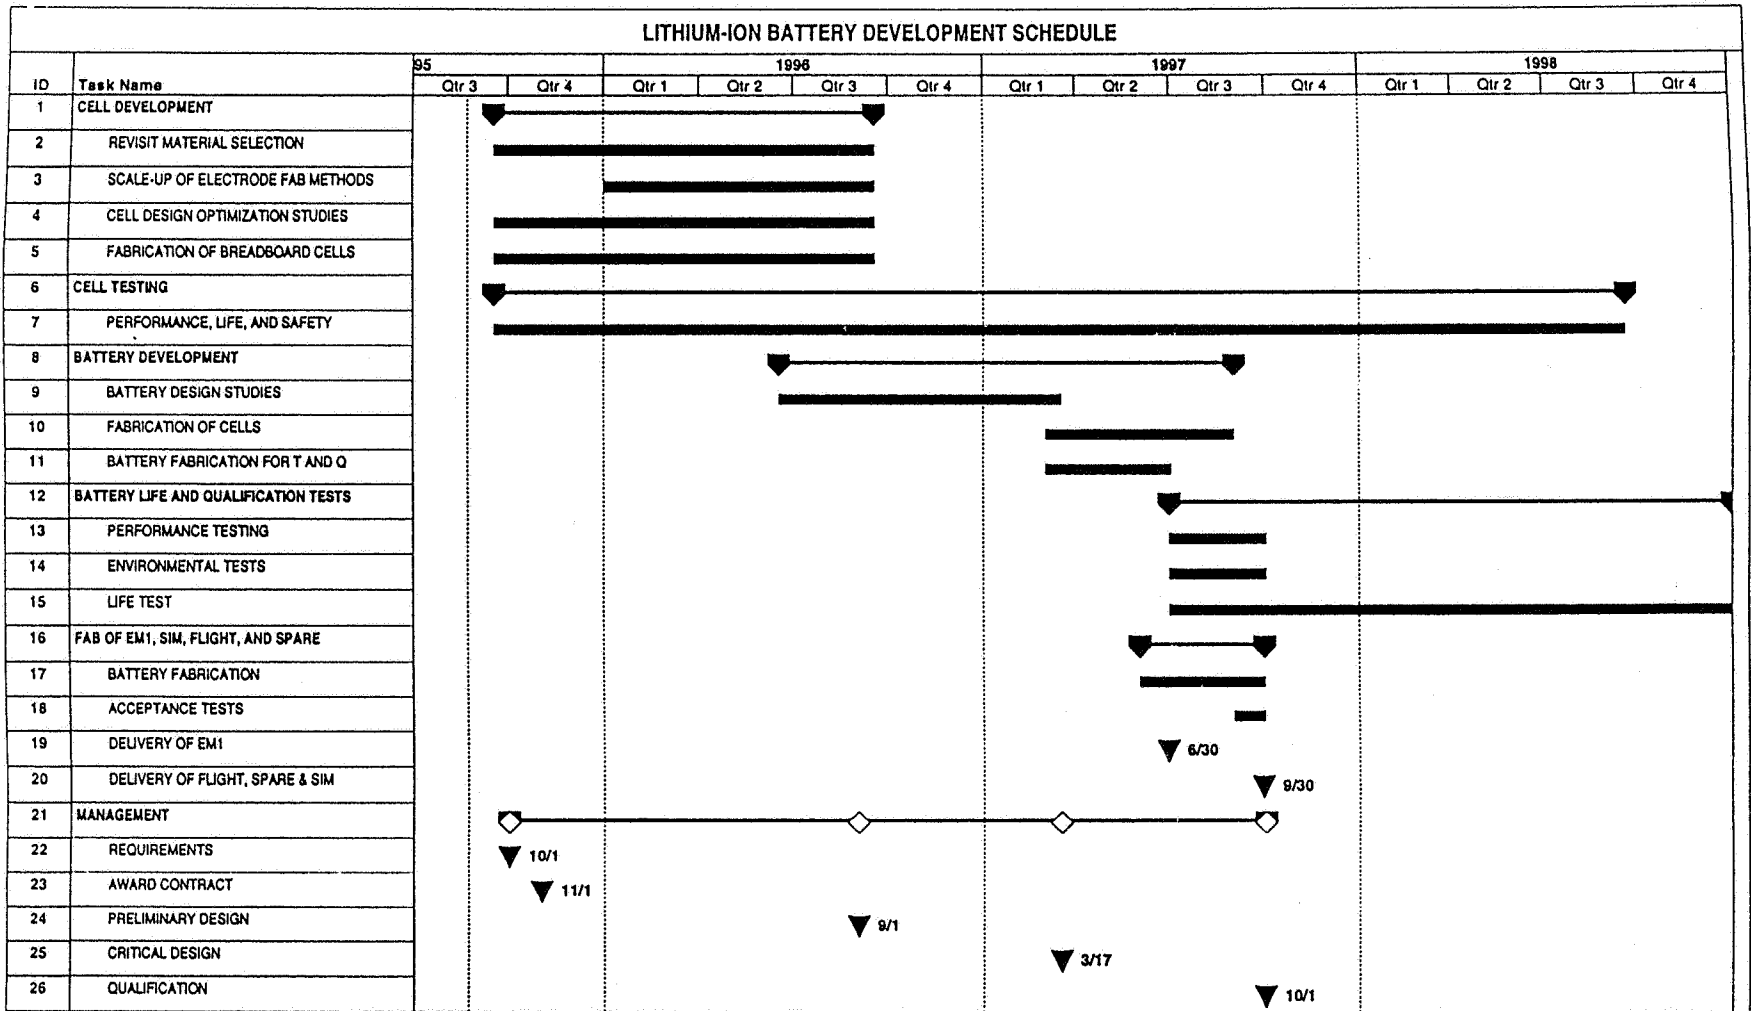 LITHIUM-ION BATTERY DEVELOPMENT SCHEDULE
95 1996 1997 1998
ID Task Name Qtr 3 Qtr 4 Qtr 1 Qtr 2 Qtr 3 Qtr 4 Qtr 1 Qtr 2 Qtr 3 Qtr 4 Qtr 1 Qtr 2 Qtr 3 Qtr 4
1 CELL DEVELOPMENT
2 REVISIT MATERIAL SELECTION
3 SCALE-UP OF ELECTRODE FAB METHODS
4 CELL DESIGN OPTIMIZATION STUDIES
5 FABRICATION OF BREADBOARD CELLS
6 CELL TESTING
7 PERFORMANCE, LIFE, AND SAFETY
8 BATTERY DEVELOPMENT
9 BATTERY DESIGN STUDIES
10 FABRICATION OF CELLS
11 BATTERY FABRICATION FOR T AND Q
12 BATTERY LIFE AND QUALIFICATION TESTS
13 PERFORMANCE TESTING
14 ENVIRONMENTAL TESTS
15 LIFE TEST
16 FAB OF EM1, SIM, FLIGHT, AND SPARE
17 BATTERY FABRICATION
18 ACCEPTANCE TESTS
19 DELIVERY OF EM1 6/30
20 DELIVERY OF FLIGHT, SPARE & SIM 9/30
21 MANAGEMENT
22 REQUIREMENTS 10/1
23 AWARD CONTRACT 11/1
24 PRELIMINARY DESIGN 9/1
25 CRITICAL DESIGN 3/17
26 QUALIFICATION 10/1